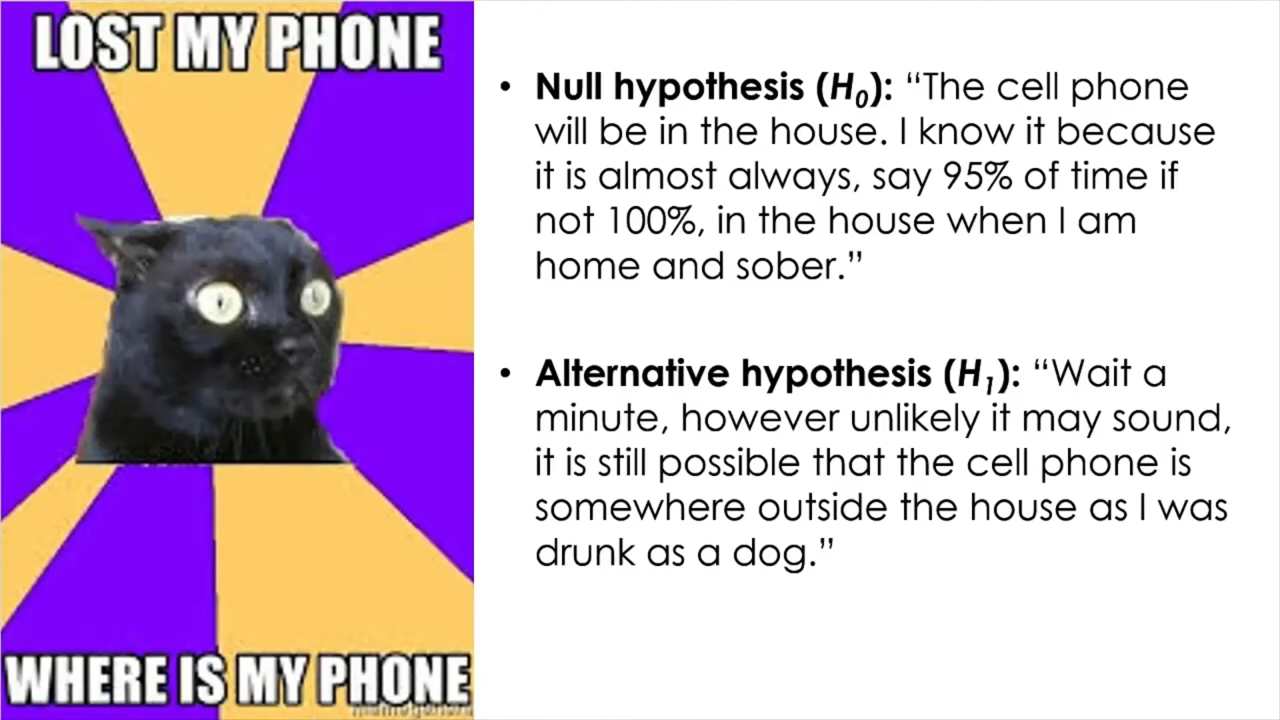 LOST MY PHONE
WHERE IS MY PHONE
• Null hypothesis (H0): “The cell phone
will be in the house. I know it because
it is almost always, say 95% of time if
not 100%, in the house when I am
home and sober.”
• Alternative hypothesis (H1): “Wait a
minute, however unlikely it may sound,
it is still possible that the cell phone is
somewhere outside the house as I was
drunk as a dog.”